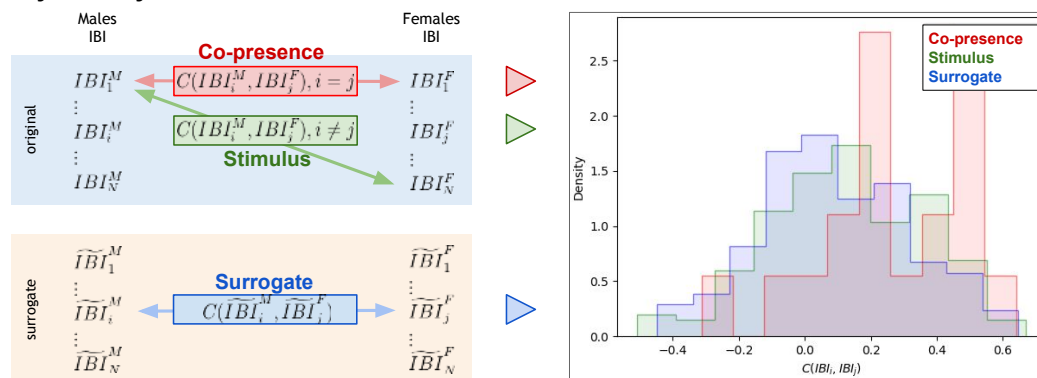 Males
IBI
Females
IBI
Co-presence
original
IBI_1^M
C(IBI_i^M, IBI_j^F), i = j
IBI_1^F
⋮
⋮
IBI_i^M
C(IBI_i^M, IBI_j^F), i ≠ j
IBI_j^F
⋮
Stimulus
⋮
IBI_N^M
IBI_N^F
surrogate
\widetilde{IBI}_1^M
\widetilde{IBI}_1^F
⋮
Surrogate
⋮
\widetilde{IBI}_i^M
C(\widetilde{IBI}_i^M, \widetilde{IBI}_j^F)
\widetilde{IBI}_j^F
⋮
⋮
\widetilde{IBI}_N^M
\widetilde{IBI}_N^F
Co-presence
Stimulus
Surrogate
Density
2.5
2.0
1.5
1.0
0.5
0.0
−0.4 −0.2 0.0 0.2 0.4 0.6
C(IBI_i, IBI_j)